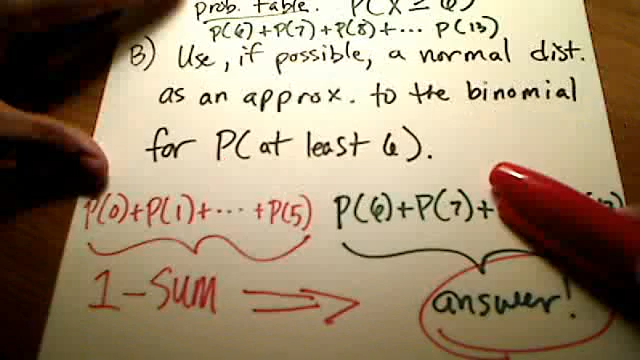 prob. table. P(X ≥ 6)
P(6)+P(7)+P(8)+... P(13)
B) Use, if possible, a normal dist.
as an approx. to the binomial
for P(at least 6).
P(0)+P(1)+...+P(5) P(6)+P(7)+
1-Sum answer!